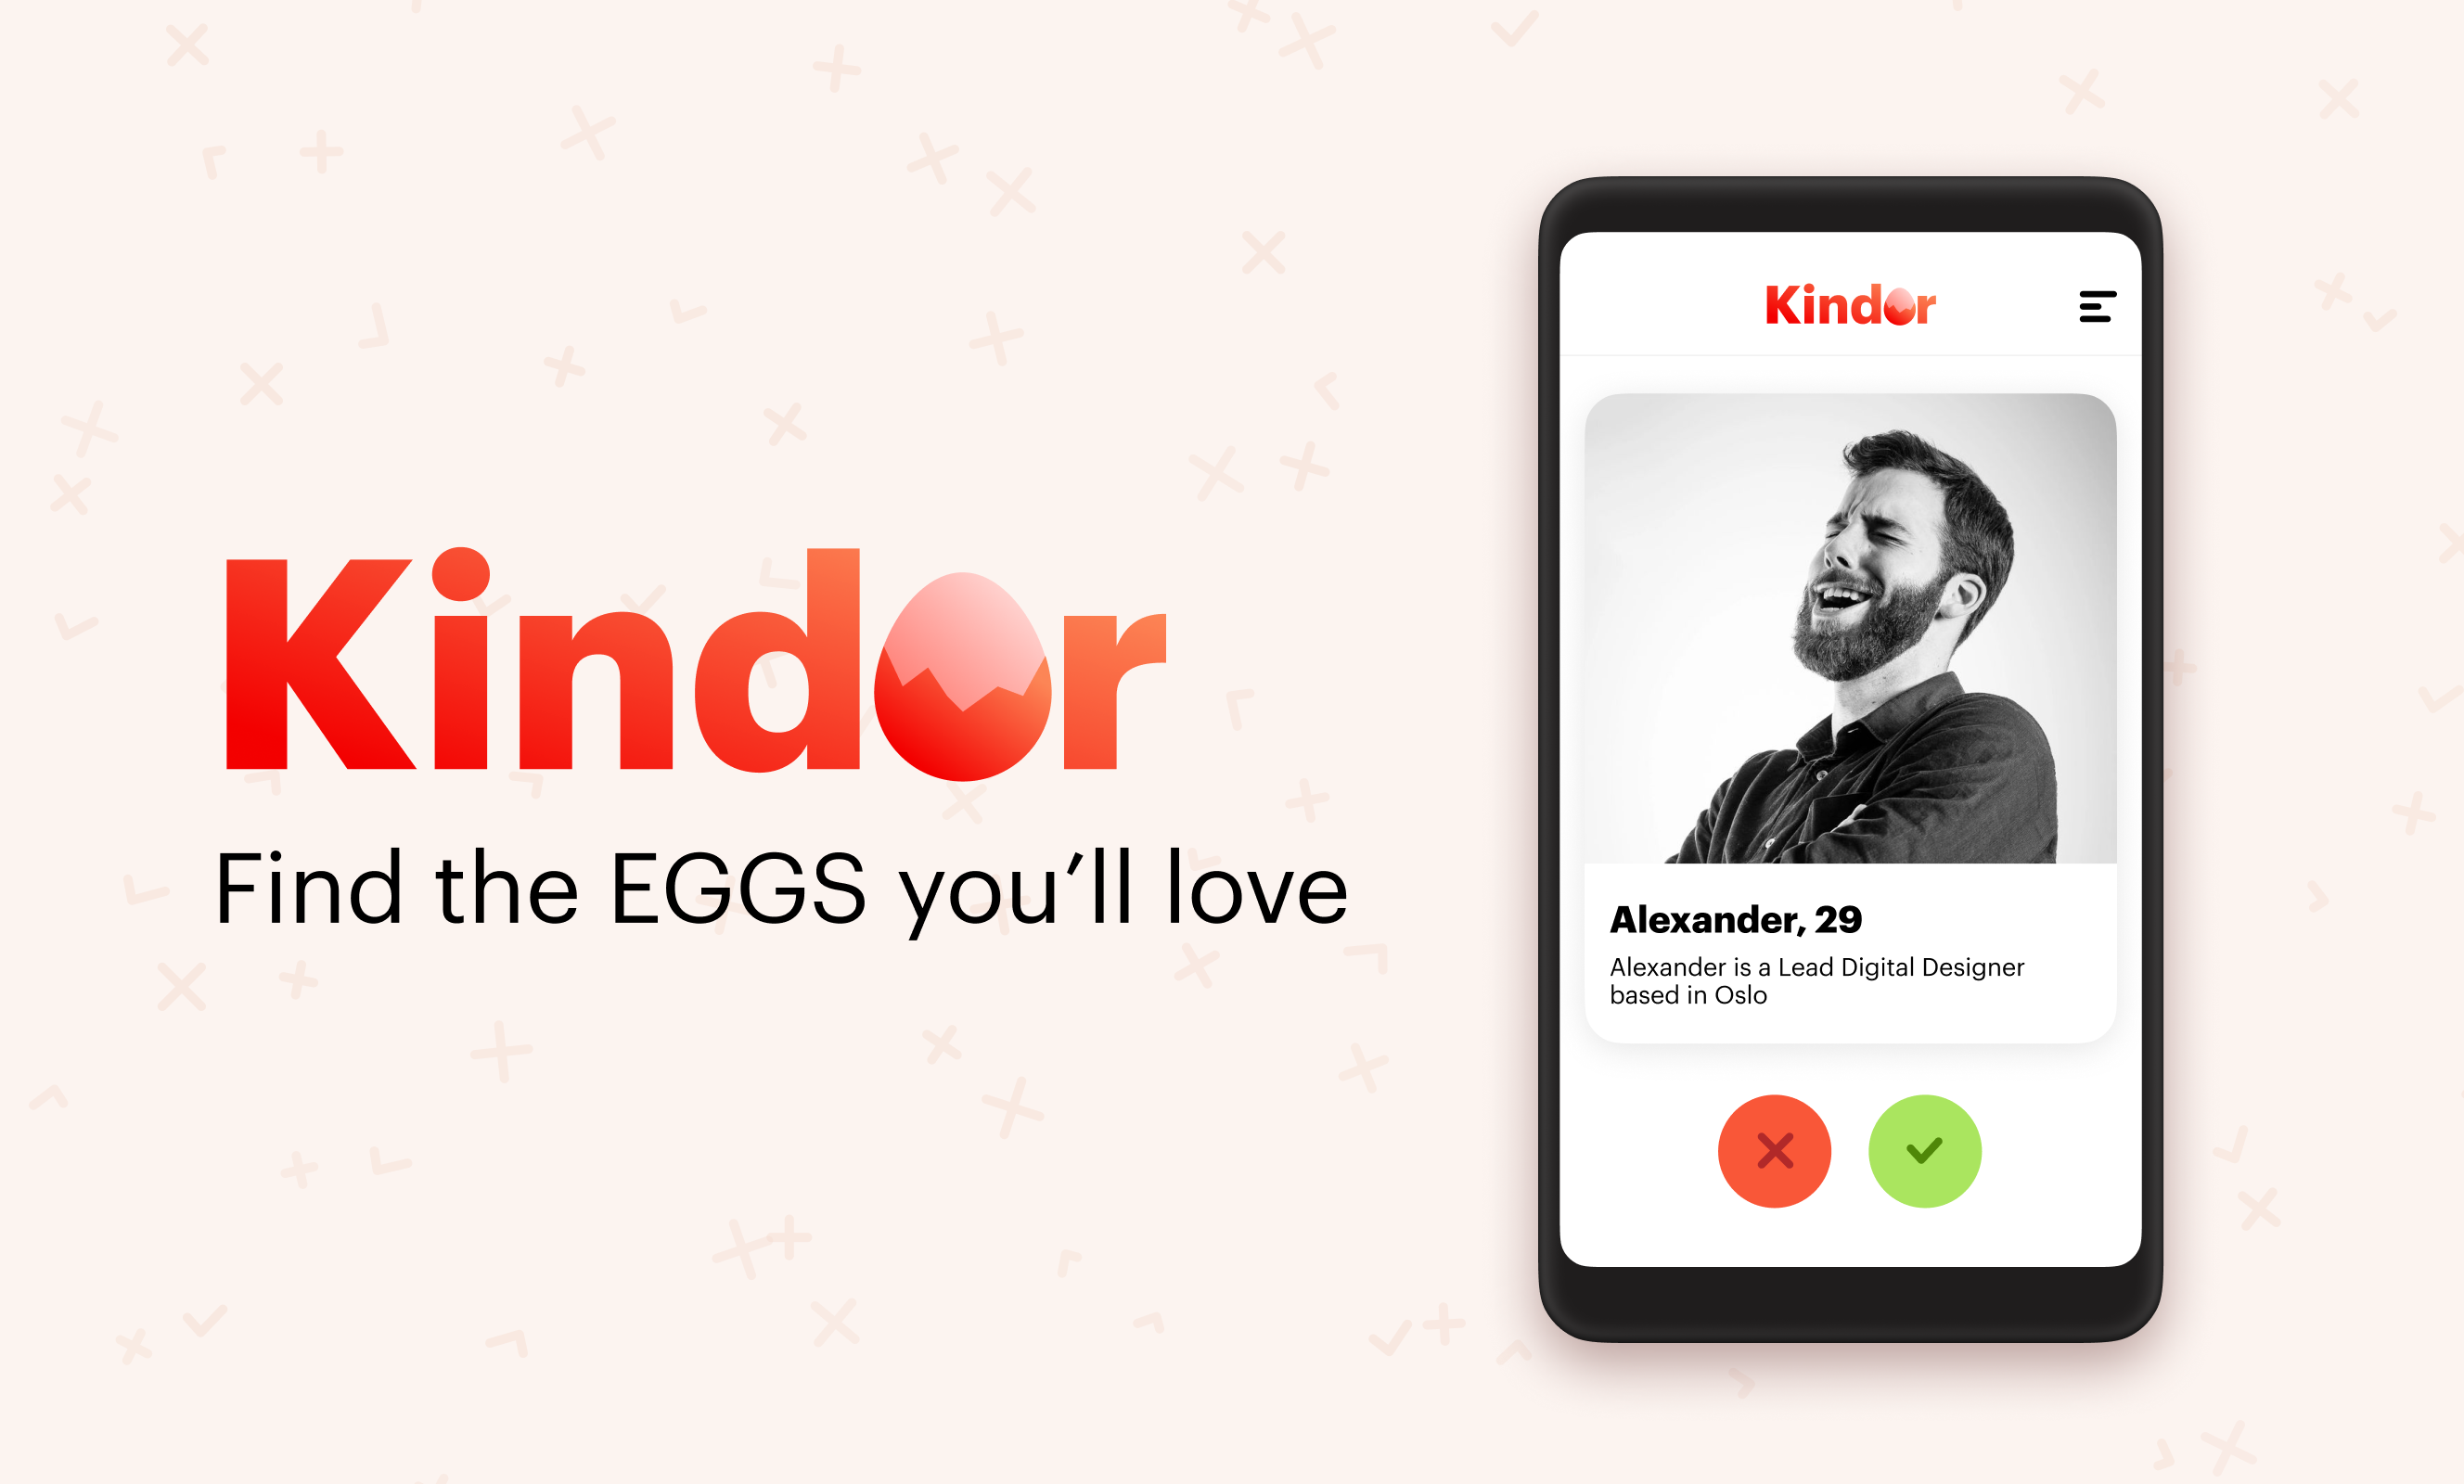 Kindor
Find the EGGS you’ll love
Kindor
Alexander, 29
Alexander is a Lead Digital Designer
based in Oslo